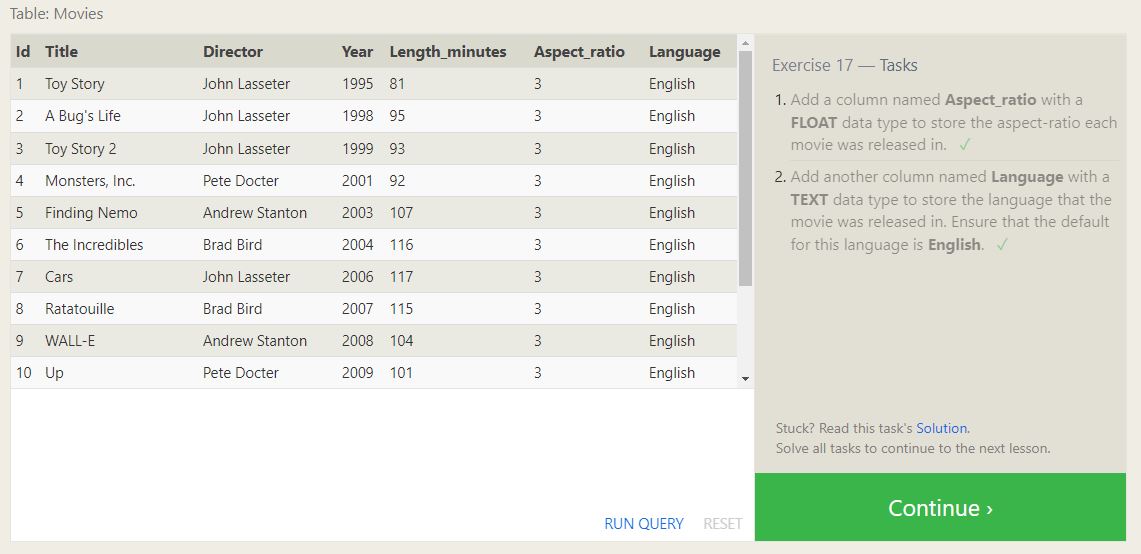 Table: Movies
Id Title Director Year Length_minutes Aspect_ratio Language
1 Toy Story John Lasseter 1995 81 3 English
2 A Bug's Life John Lasseter 1998 95 3 English
3 Toy Story 2 John Lasseter 1999 93 3 English
4 Monsters, Inc. Pete Docter 2001 92 3 English
5 Finding Nemo Andrew Stanton 2003 107 3 English
6 The Incredibles Brad Bird 2004 116 3 English
7 Cars John Lasseter 2006 117 3 English
8 Ratatouille Brad Bird 2007 115 3 English
9 WALL-E Andrew Stanton 2008 104 3 English
10 Up Pete Docter 2009 101 3 English
RUN QUERY RESET
Exercise 17 — Tasks
1. Add a column named Aspect_ratio with a
FLOAT data type to store the aspect-ratio each
movie was released in. ✓
2. Add another column named Language with a
TEXT data type to store the language that the
movie was released in. Ensure that the default
for this language is English. ✓
Stuck? Read this task's Solution.
Solve all tasks to continue to the next lesson.
Continue ›